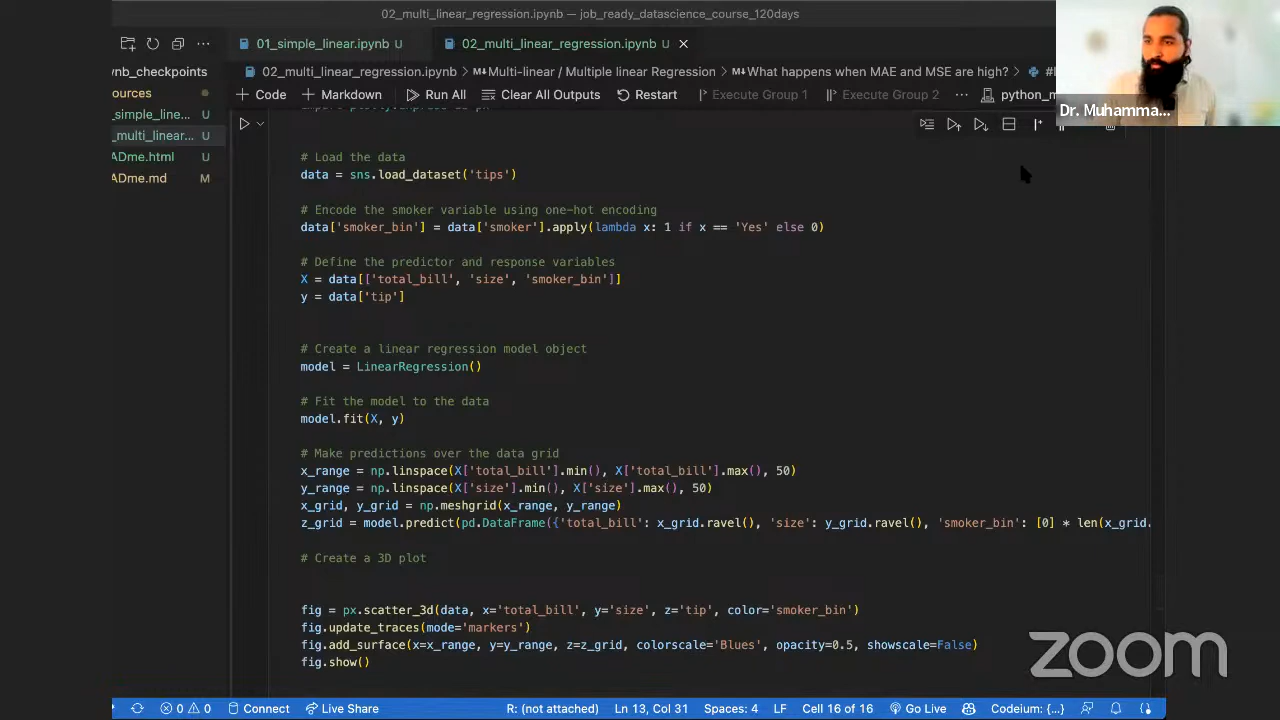 02_multi_linear_regression.ipynb — job_ready_datascience_course_120days
01_simple_linear.ipynb U
02_multi_linear_regression.ipynb U
ynb_checkpoints
ources
_simple_line... U
_multi_linear... U
ADme.html U
ADme.md M
02_multi_linear_regression.ipynb > M↓Multi-linear / Multiple linear Regression > M↓What happens when MAE and MSE are high? >
+ Code + Markdown Run All Clear All Outputs Restart Execute Group 1 Execute Group 2 ... python_m
Dr. Muhamma...
# Load the data
data = sns.load_dataset('tips')
# Encode the smoker variable using one-hot encoding
data['smoker_bin'] = data['smoker'].apply(lambda x: 1 if x == 'Yes' else 0)
# Define the predictor and response variables
X = data[['total_bill', 'size', 'smoker_bin']]
y = data['tip']
# Create a linear regression model object
model = LinearRegression()
# Fit the model to the data
model.fit(X, y)
# Make predictions over the data grid
x_range = np.linspace(X['total_bill'].min(), X['total_bill'].max(), 50)
y_range = np.linspace(X['size'].min(), X['size'].max(), 50)
x_grid, y_grid = np.meshgrid(x_range, y_range)
z_grid = model.predict(pd.DataFrame({'total_bill': x_grid.ravel(), 'size': y_grid.ravel(), 'smoker_bin': [0] * len(x_grid.
# Create a 3D plot
fig = px.scatter_3d(data, x='total_bill', y='size', z='tip', color='smoker_bin')
fig.update_traces(mode='markers')
fig.add_surface(x=x_range, y=y_range, z=z_grid, colorscale='Blues', opacity=0.5, showscale=False)
fig.show()
zoom
0 0 Connect Live Share R: (not attached) Ln 13, Col 31 Spaces: 4 LF Cell 16 of 16 Go Live Codeium: {...}